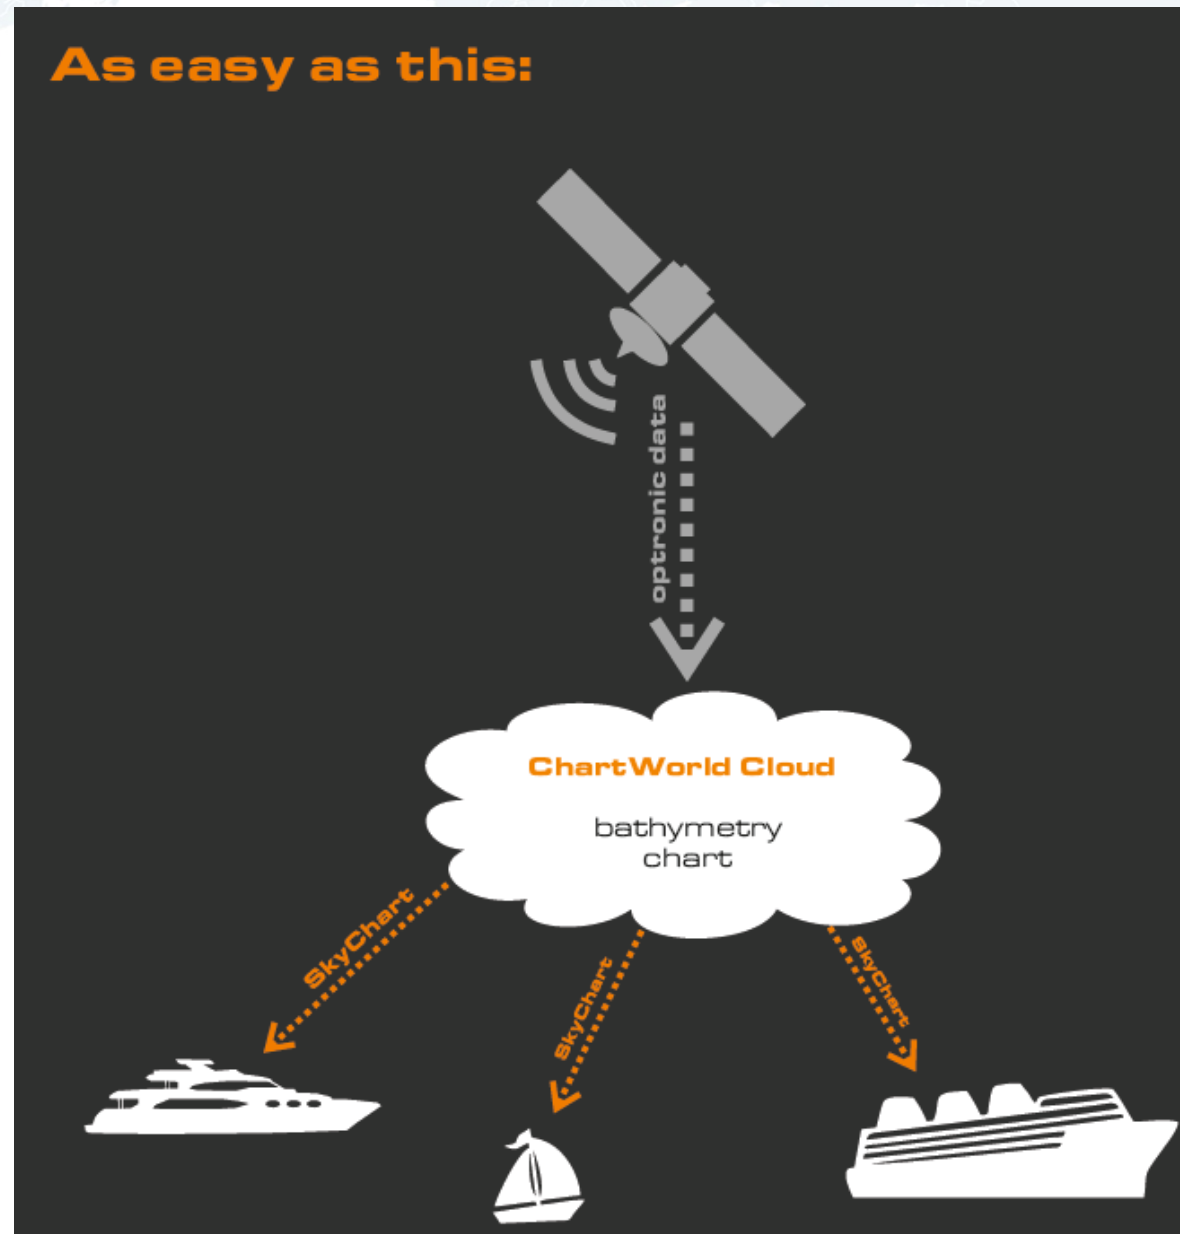 As easy as this:
optronic data
ChartWorld Cloud
bathymetry
chart
SkyChart
SkyChart
SkyChart